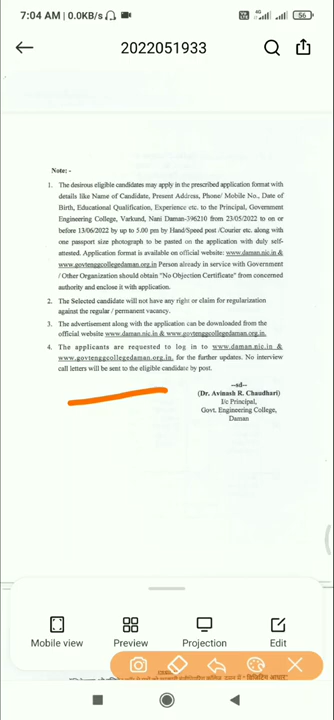 7:04 AM | 0.0KB/s
4G
56
2022051933
Note: -
1. The desirous eligible candidates may apply in the prescribed application format with
details like Name of Candidate, Present Address, Phone/ Mobile No., Date of
Birth, Educational Qualification, Experience etc. to the Principal, Government
Engineering College, Varkund, Nani Daman-396210 from 23/05/2022 to on or
before 13/06/2022 by up to 5.00 pm by Hand/Speed post /Courier etc. along with
one passport size photograph to be pasted on the application with duly self-
attested. Application format is available on official website: www.daman.nic.in &
www.govtenggcollegedaman.org.in Person already in service with Government
/ Other Organization should obtain "No Objection Certificate" from concerned
authority and enclose it with application.
2. The Selected candidate will not have any right or claim for regularization
against the regular / permanent vacancy.
3. The advertisement along with the application can be downloaded from the
official website www.daman.nic.in & www.govtenggcollegedaman.org.in.
4. The applicants are requested to log in to www.daman.nic.in &
www.govtenggcollegedaman.org.in. for the further updates. No interview
call letters will be sent to the eligible candidate by post.
--sd--
(Dr. Avinash R. Chaudhari)
I/c Principal,
Govt. Engineering College,
Daman
Mobile view
Preview
Projection
Edit